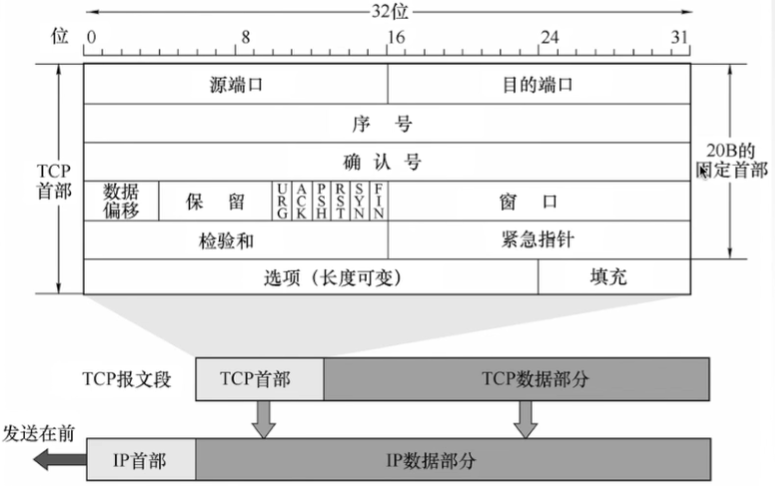 32位
位 0 8 16 24 31
源端口 目的端口
序 号
确 认 号
TCP
首部
20B的
固定首部
数据
偏移
保 留
URG
ACK
PSH
RST
SYN
FIN
窗 口
检验和 紧急指针
选项（长度可变） 填充
TCP报文段 TCP首部 TCP数据部分
发送在前
IP首部 IP数据部分